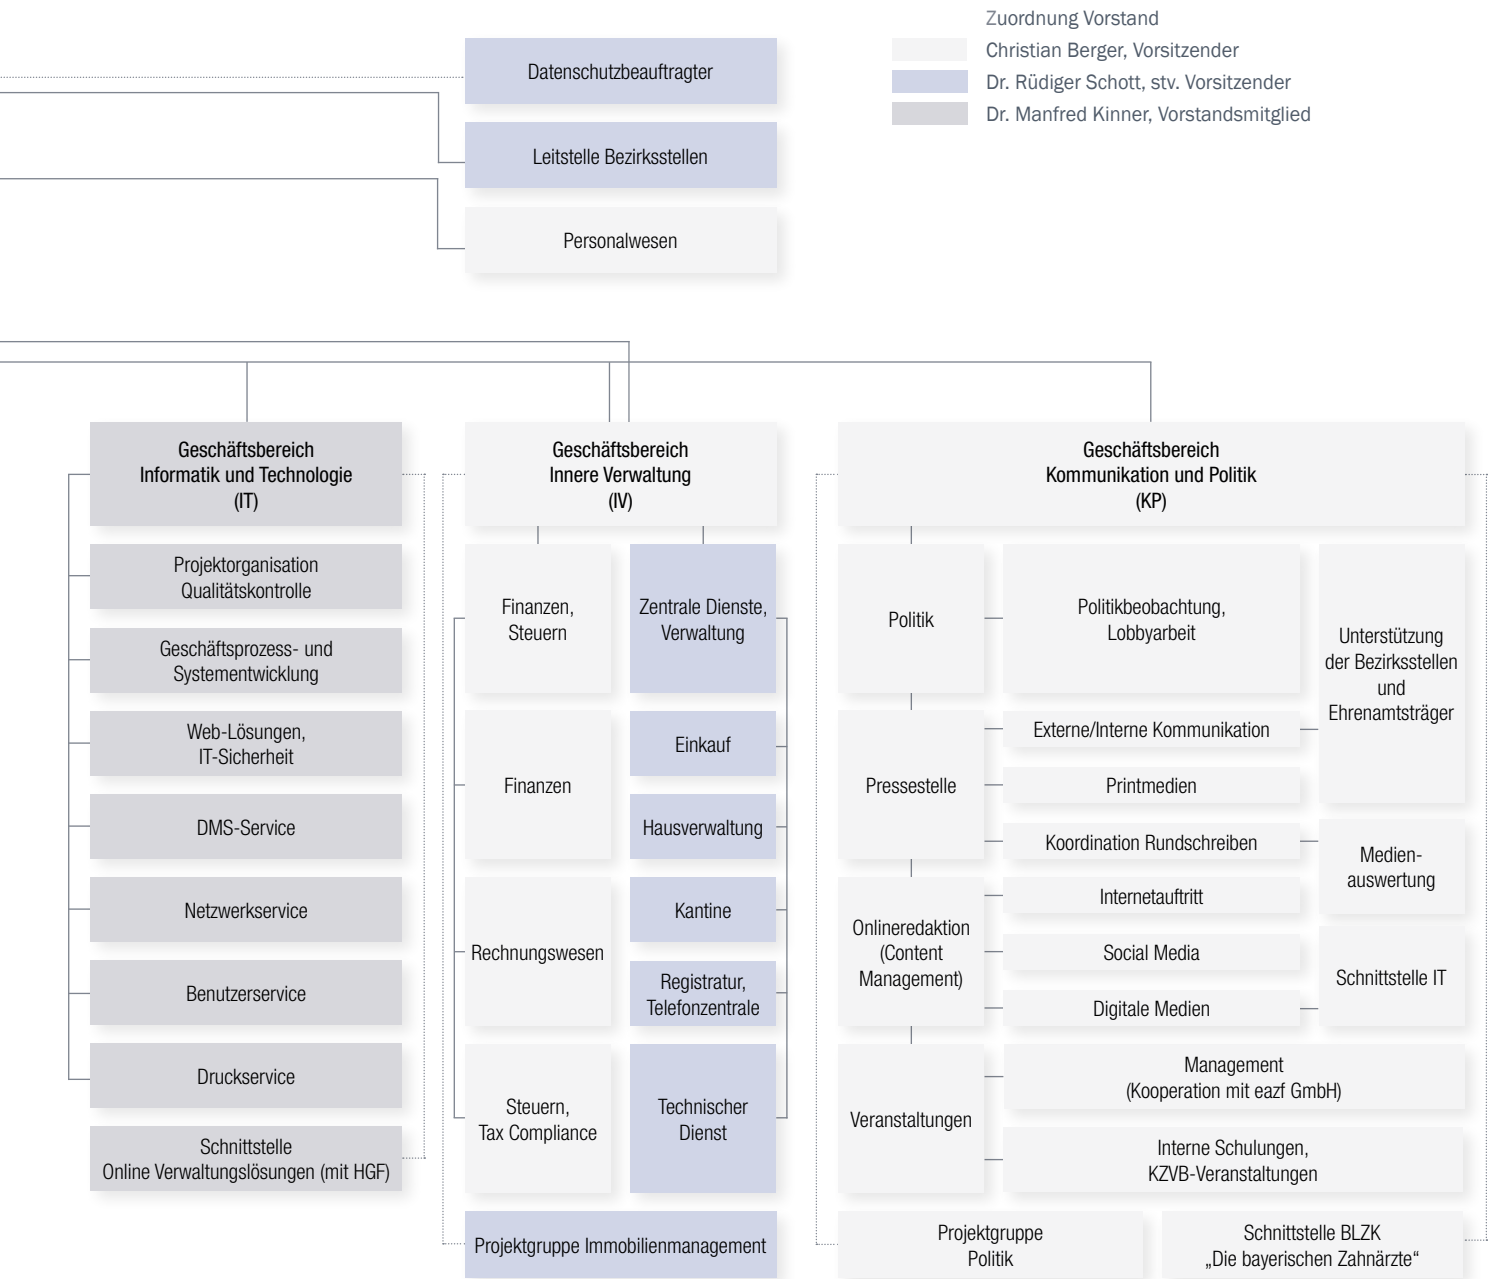 Zuordnung Vorstand
Christian Berger, Vorsitzender
Dr. Rüdiger Schott, stv. Vorsitzender
Dr. Manfred Kinner, Vorstandsmitglied
Datenschutzbeauftragter
Leitstelle Bezirksstellen
Personalwesen
Geschäftsbereich
Informatik und Technologie
(IT)
Projektorganisation
Qualitätskontrolle
Geschäftsprozess- und
Systementwicklung
Web-Lösungen,
IT-Sicherheit
DMS-Service
Netzwerkservice
Benutzerservice
Druckservice
Schnittstelle
Online Verwaltungslösungen (mit HGF)
Geschäftsbereich
Innere Verwaltung
(IV)
Finanzen,
Steuern
Finanzen
Rechnungswesen
Steuern,
Tax Compliance
Zentrale Dienste,
Verwaltung
Einkauf
Hausverwaltung
Kantine
Registratur,
Telefonzentrale
Technischer
Dienst
Projektgruppe Immobilienmanagement
Geschäftsbereich
Kommunikation und Politik
(KP)
Politik
Politikbeobachtung,
Lobbyarbeit
Unterstützung
der Bezirksstellen
und
Ehrenamtsträger
Pressestelle
Externe/Interne Kommunikation
Printmedien
Koordination Rundschreiben
Medien-
auswertung
Onlineredaktion
(Content
Management)
Internetauftritt
Social Media
Digitale Medien
Schnittstelle IT
Veranstaltungen
Management
(Kooperation mit eazf GmbH)
Interne Schulungen,
KZVB-Veranstaltungen
Projektgruppe
Politik
Schnittstelle BLZK
„Die bayerischen Zahnärzte“